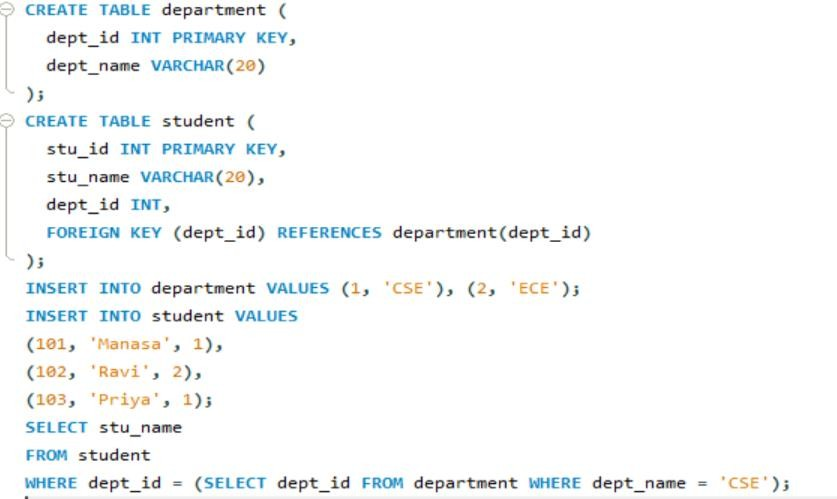 CREATE TABLE department (
dept_id INT PRIMARY KEY,
dept_name VARCHAR(20)
);
CREATE TABLE student (
stu_id INT PRIMARY KEY,
stu_name VARCHAR(20),
dept_id INT,
FOREIGN KEY (dept_id) REFERENCES department(dept_id)
);
INSERT INTO department VALUES (1, 'CSE'), (2, 'ECE');
INSERT INTO student VALUES
(101, 'Manasa', 1),
(102, 'Ravi', 2),
(103, 'Priya', 1);
SELECT stu_name
FROM student
WHERE dept_id = (SELECT dept_id FROM department WHERE dept_name = 'CSE');